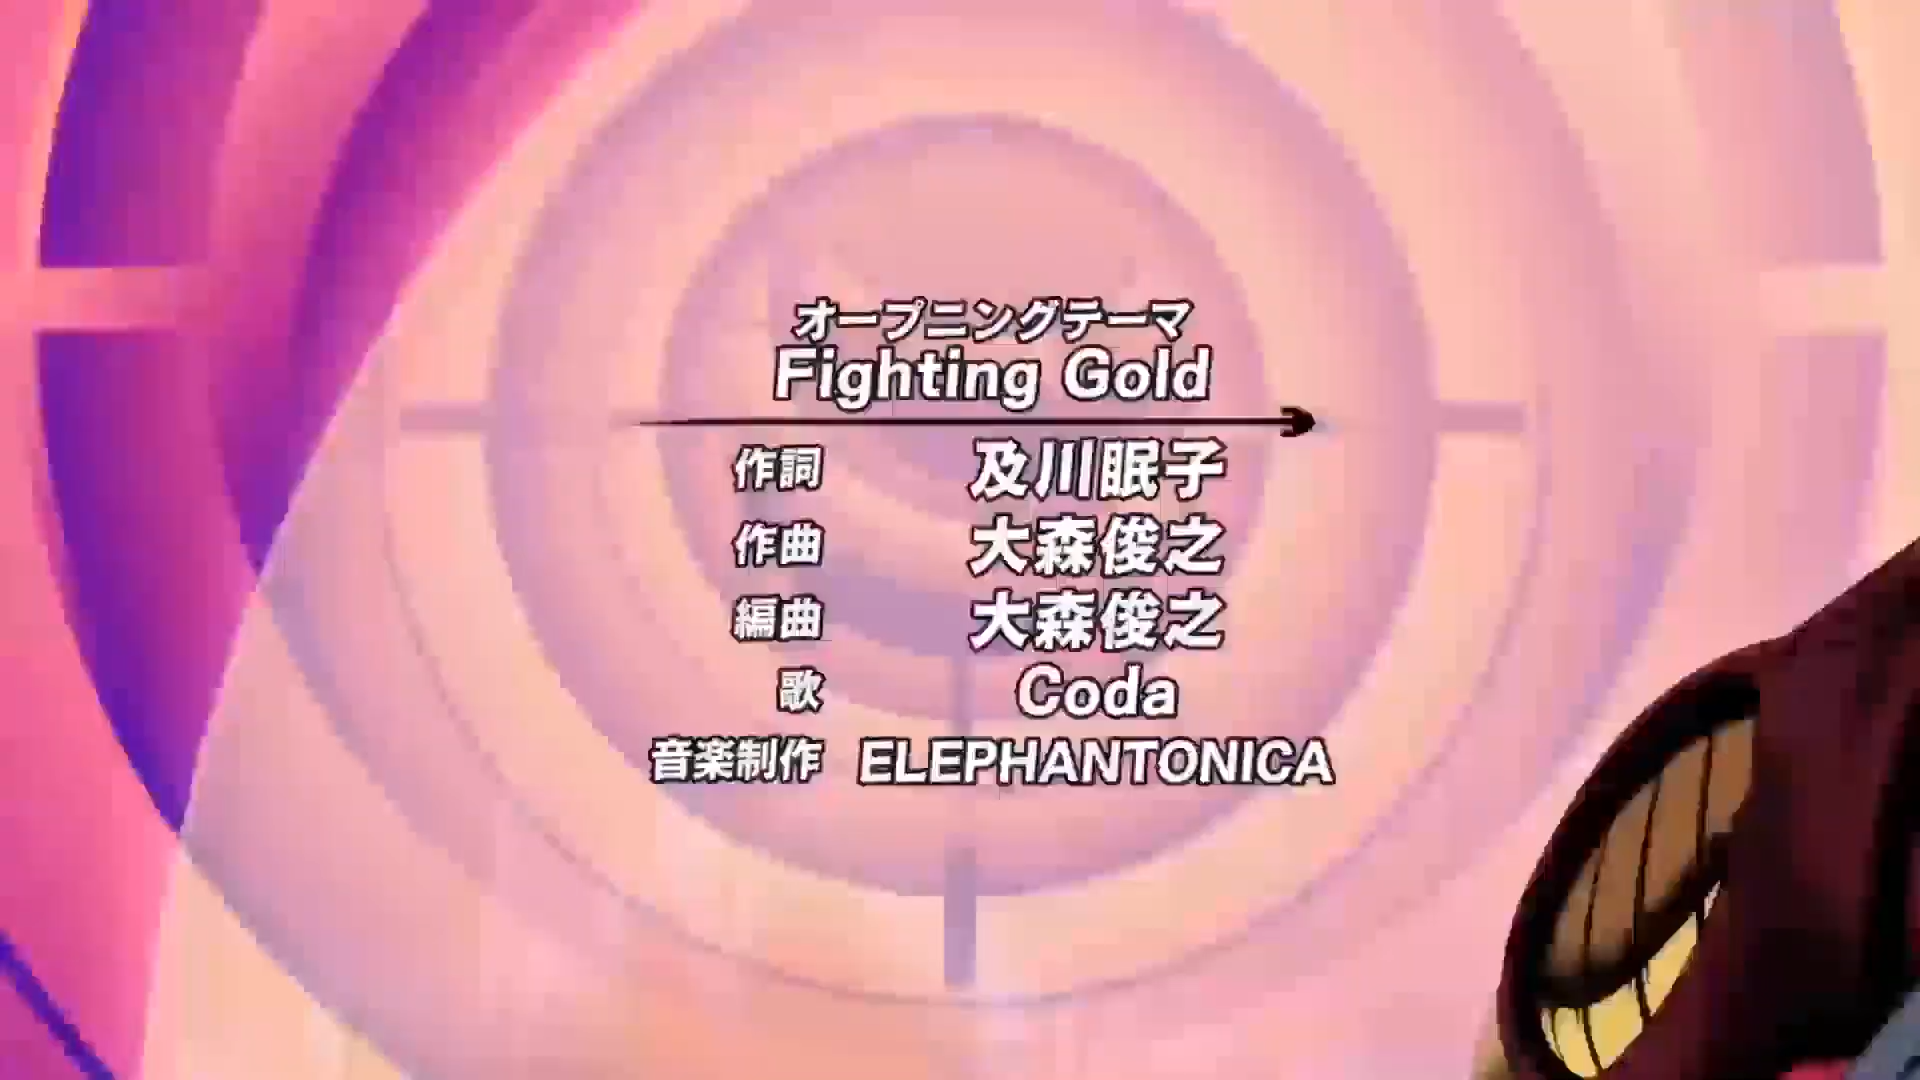 オープニングテーマ
Fighting Gold
作詞 及川眠子
作曲 大森俊之
編曲 大森俊之
歌 Coda
音楽制作 ELEPHANTONICA